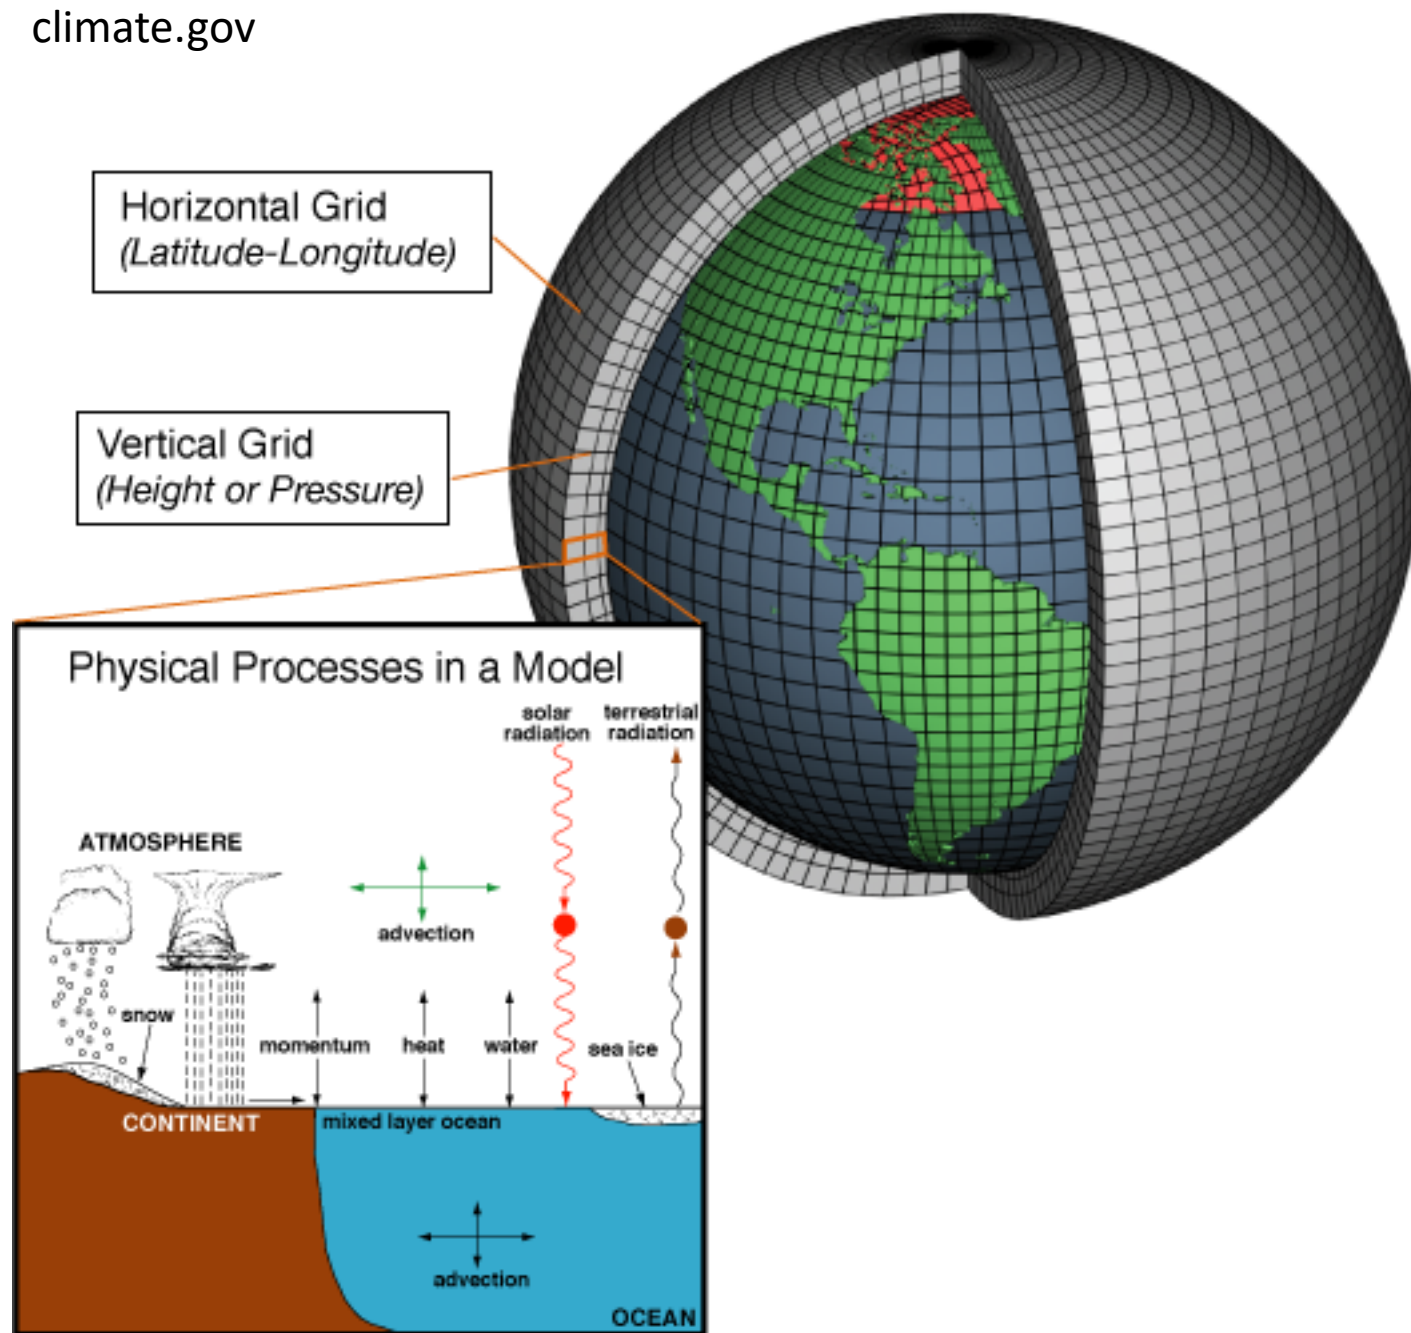 climate.gov
Horizontal Grid
(Latitude-Longitude)
Vertical Grid
(Height or Pressure)
Physical Processes in a Model
solar
radiation
terrestrial
radiation
ATMOSPHERE
advection
snow
momentum
heat
water
sea ice
CONTINENT
mixed layer ocean
advection
OCEAN